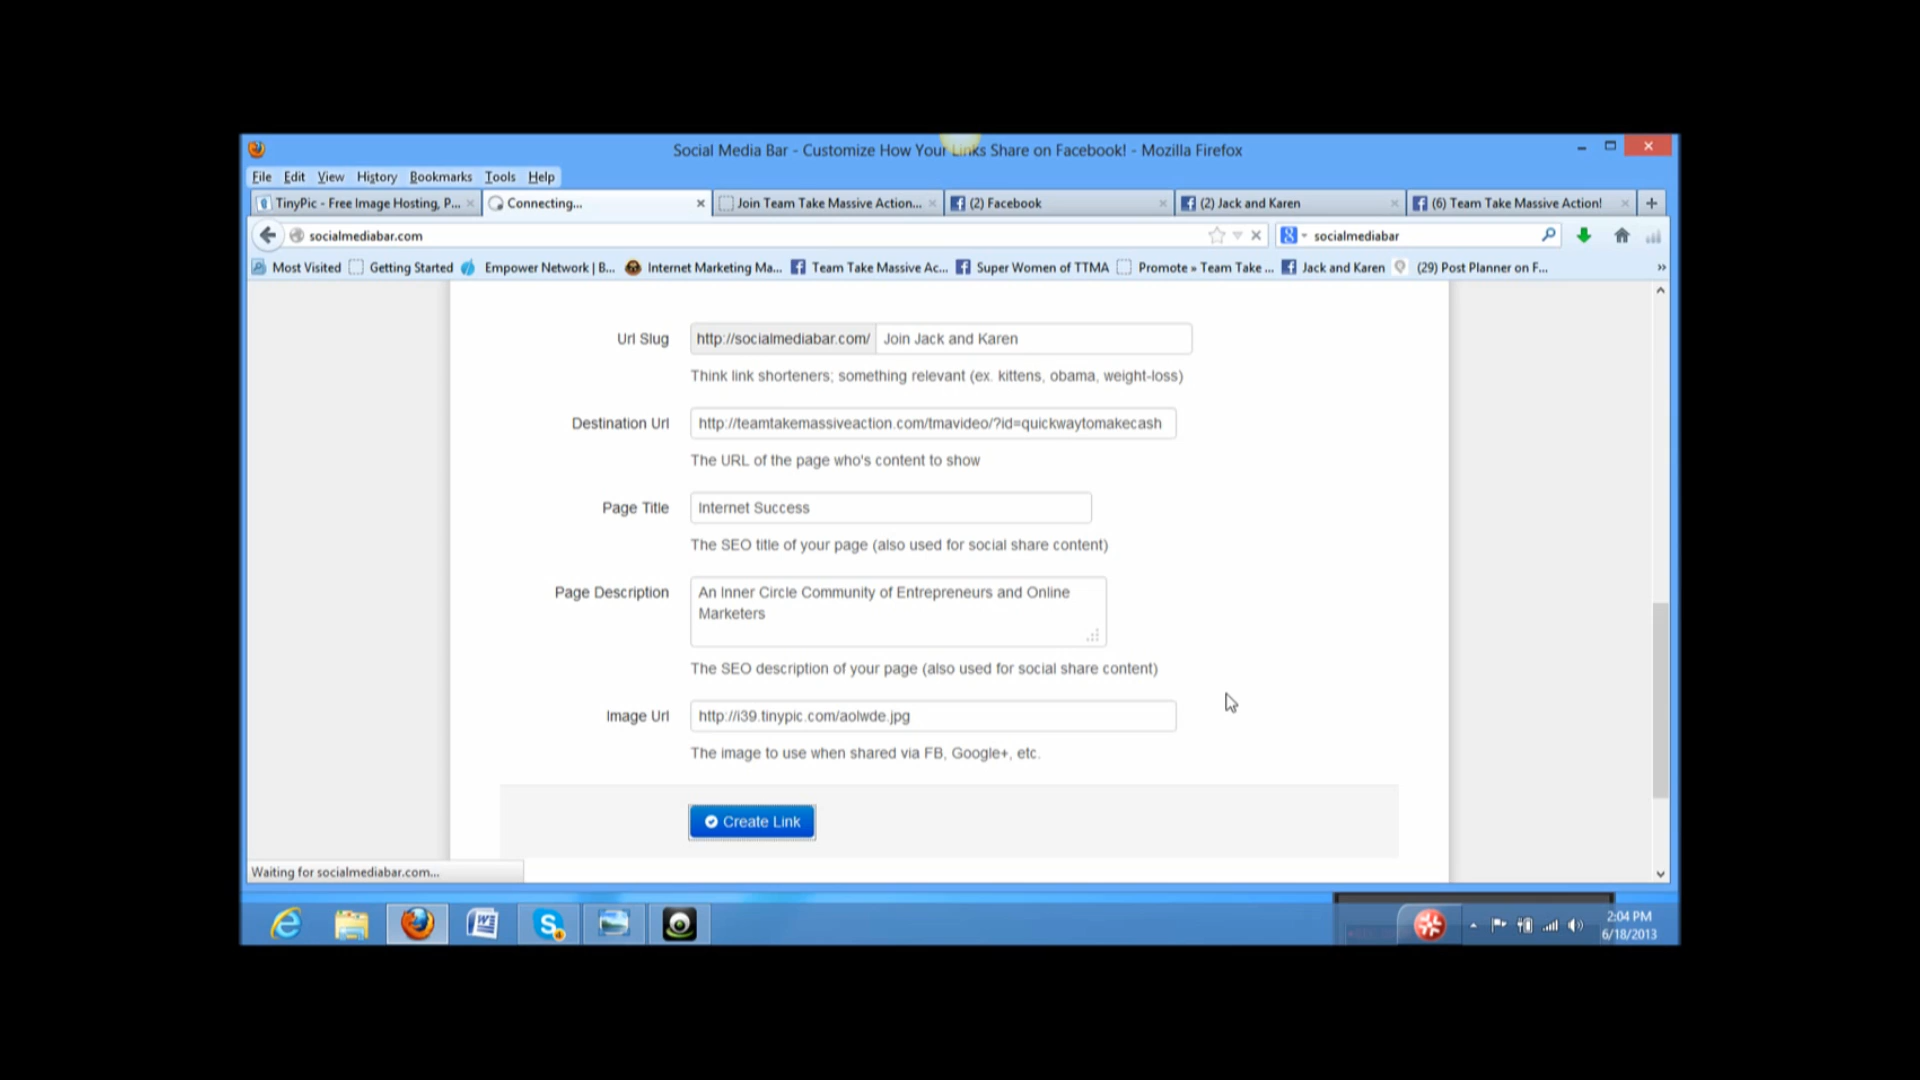 Social Media Bar - Customize How Your Links Share on Facebook! - Mozilla Firefox
File Edit View History Bookmarks Tools Help
TinyPic - Free Image Hosting, P... Connecting... Join Team Take Massive Action... (2) Facebook (2) Jack and Karen (6) Team Take Massive Action!
socialmediabar.com socialmediabar
Most Visited Getting Started Empower Network | B... Internet Marketing Ma... Team Take Massive Ac... Super Women of TTMA Promote » Team Take ... Jack and Karen (29) Post Planner on F... »
Url Slug http://socialmediabar.com/ Join Jack and Karen
Think link shorteners; something relevant (ex. kittens, obama, weight-loss)
Destination Url http://teamtakemassiveaction.com/tmavideo/?id=quickwaytomakecash
The URL of the page who's content to show
Page Title Internet Success
The SEO title of your page (also used for social share content)
Page Description An Inner Circle Community of Entrepreneurs and Online
Marketers
The SEO description of your page (also used for social share content)
Image Url http://i39.tinypic.com/aolwde.jpg
The image to use when shared via FB, Google+, etc.
Create Link
Waiting for socialmediabar.com...
2:04 PM
6/18/2013